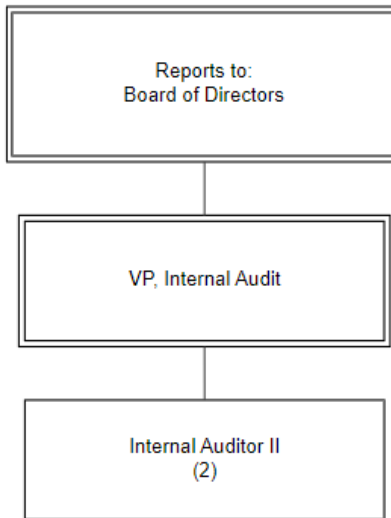 Reports to:
Board of Directors
VP, Internal Audit
Internal Auditor II
(2)